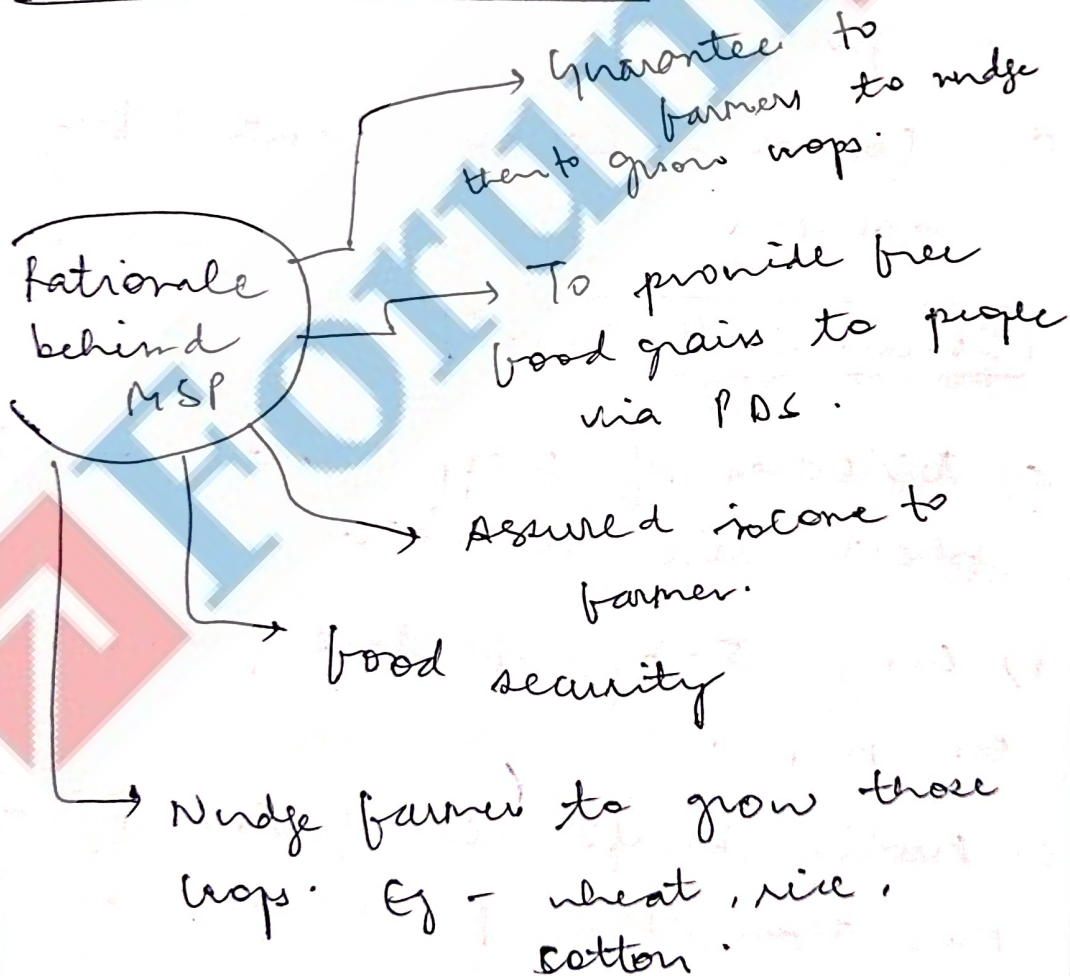 Guarantee to
farmers to nudge
them to grow crops.
Rationale
behind
MSP
To provide free
food grains to people
via PDS.
Assured income to
farmer.
Food security
Nudge farmer to grow those
crops. Eg - wheat, rice,
cotton.
Forum